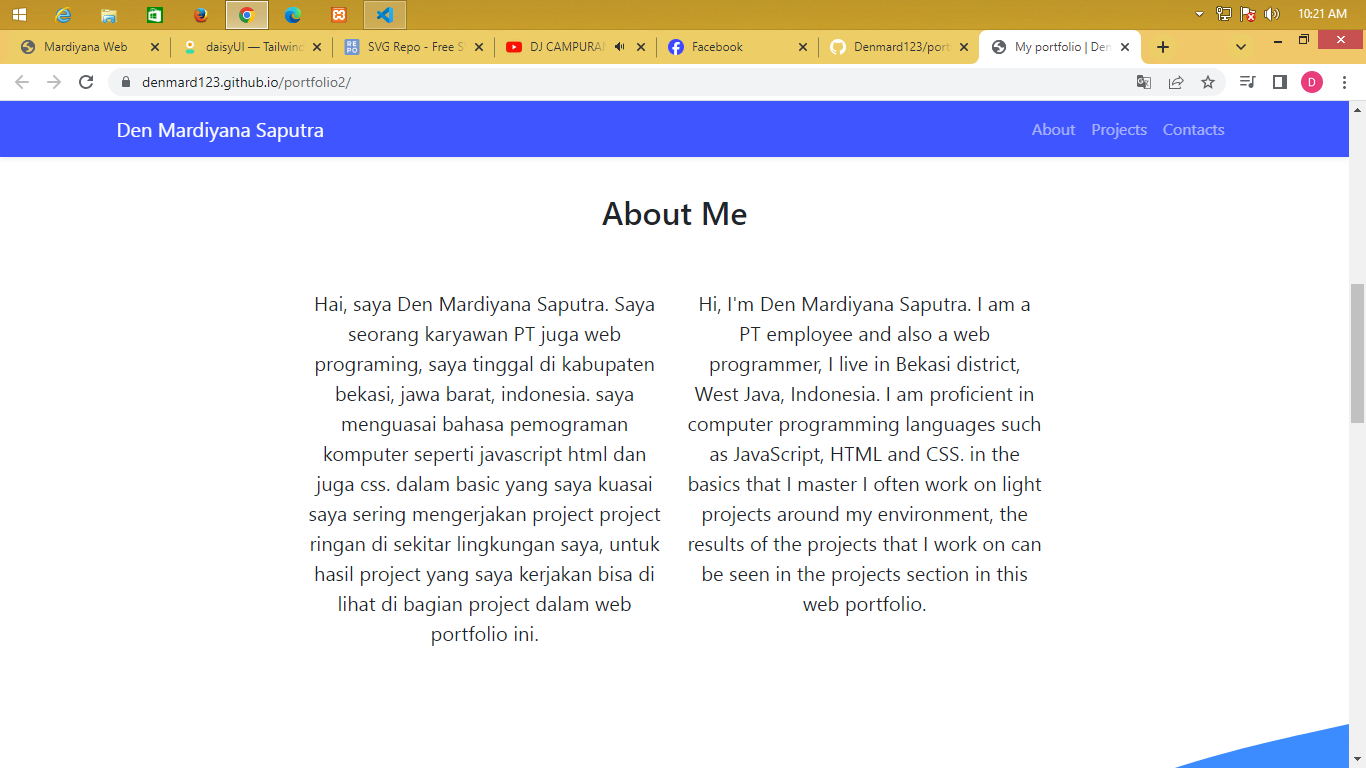 10:21 AM
Mardiyana Web
daisyUI — Tailwin
SVG Repo - Free S
DJ CAMPURAN
Facebook
Denmard123/port
My portfolio | Den
denmard123.github.io/portfolio2/
D
Den Mardiyana Saputra
About Projects Contacts
About Me
Hai, saya Den Mardiyana Saputra. Saya
seorang karyawan PT juga web
programing, saya tinggal di kabupaten
bekasi, jawa barat, indonesia. saya
menguasai bahasa pemograman
komputer seperti javascript html dan
juga css. dalam basic yang saya kuasai
saya sering mengerjakan project project
ringan di sekitar lingkungan saya, untuk
hasil project yang saya kerjakan bisa di
lihat di bagian project dalam web
portfolio ini.
Hi, I'm Den Mardiyana Saputra. I am a
PT employee and also a web
programmer, I live in Bekasi district,
West Java, Indonesia. I am proficient in
computer programming languages such
as JavaScript, HTML and CSS. in the
basics that I master I often work on light
projects around my environment, the
results of the projects that I work on can
be seen in the projects section in this
web portfolio.